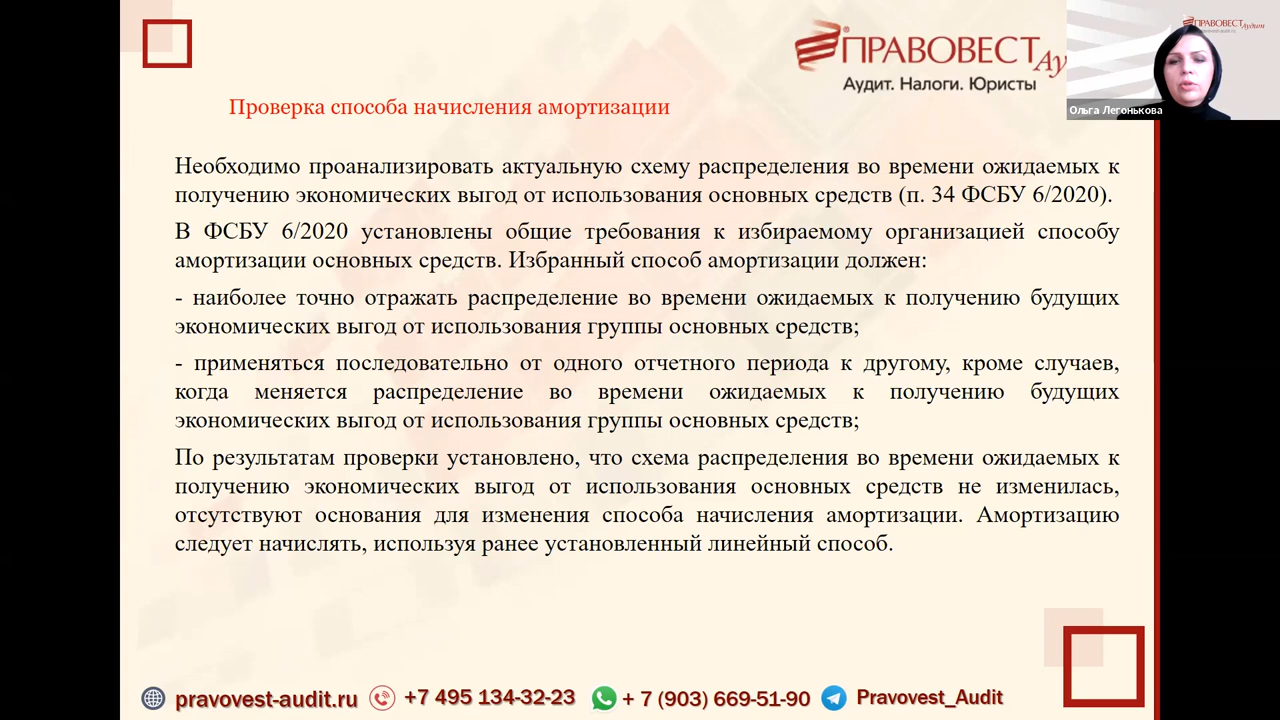 ПРАВОВЕСТ Ау
Аудит. Налоги. Юристы
ПРАВОВЕСТ Аудит
Ольга Легонькова
Проверка способа начисления амортизации
Необходимо проанализировать актуальную схему распределения во времени ожидаемых к
получению экономических выгод от использования основных средств (п. 34 ФСБУ 6/2020).
В ФСБУ 6/2020 установлены общие требования к избираемому организацией способу
амортизации основных средств. Избранный способ амортизации должен:
- наиболее точно отражать распределение во времени ожидаемых к получению будущих
экономических выгод от использования группы основных средств;
- применяться последовательно от одного отчетного периода к другому, кроме случаев,
когда меняется распределение во времени ожидаемых к получению будущих
экономических выгод от использования группы основных средств;
По результатам проверки установлено, что схема распределения во времени ожидаемых к
получению экономических выгод от использования основных средств не изменилась,
отсутствуют основания для изменения способа начисления амортизации. Амортизацию
следует начислять, используя ранее установленный линейный способ.
pravovest-audit.ru +7 495 134-32-23 + 7 (903) 669-51-90 Pravovest_Audit